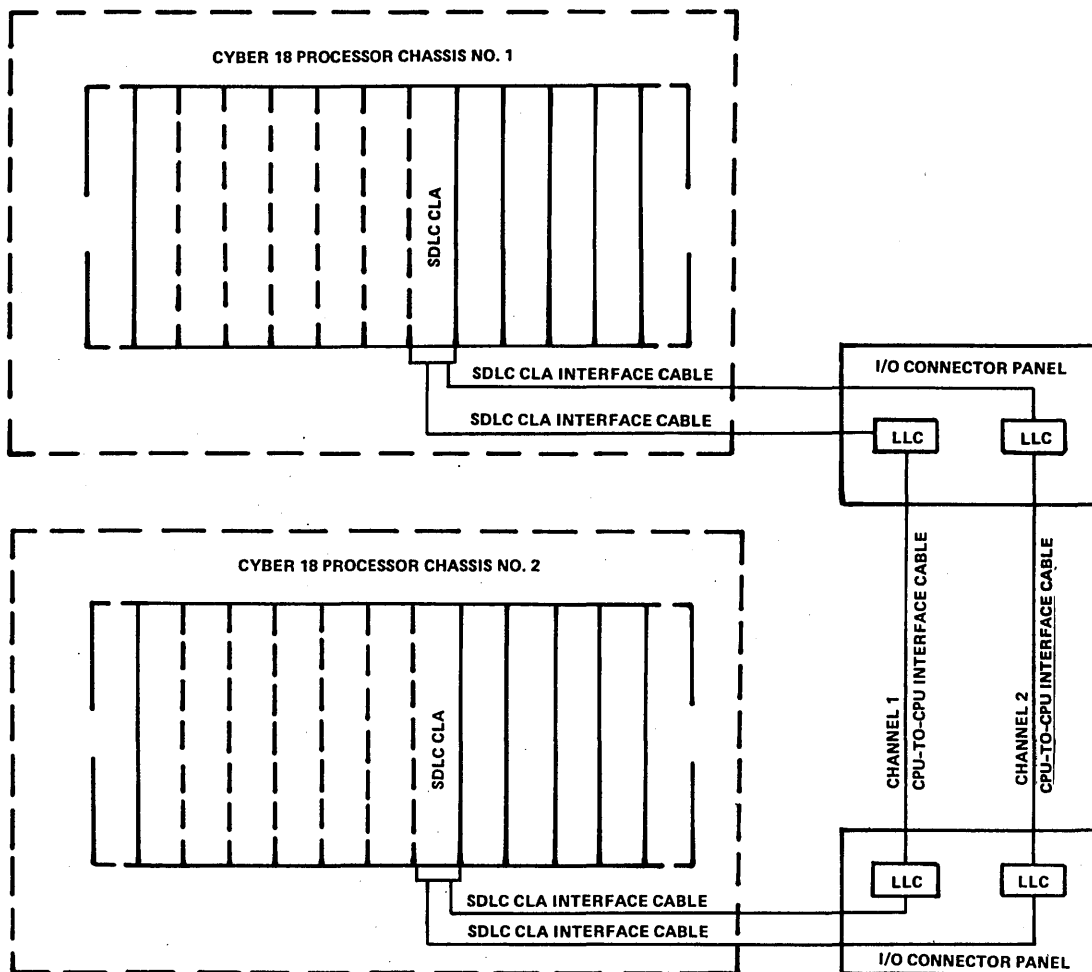 CYBER 18 PROCESSOR CHASSIS NO. 1
SDLC CLA
I/O CONNECTOR PANEL
SDLC CLA INTERFACE CABLE
SDLC CLA INTERFACE CABLE
LLC
LLC
CHANNEL 1
CPU-TO-CPU INTERFACE CABLE
CHANNEL 2
CPU-TO-CPU INTERFACE CABLE
CYBER 18 PROCESSOR CHASSIS NO. 2
SDLC CLA
LLC
LLC
SDLC CLA INTERFACE CABLE
SDLC CLA INTERFACE CABLE
I/O CONNECTOR PANEL